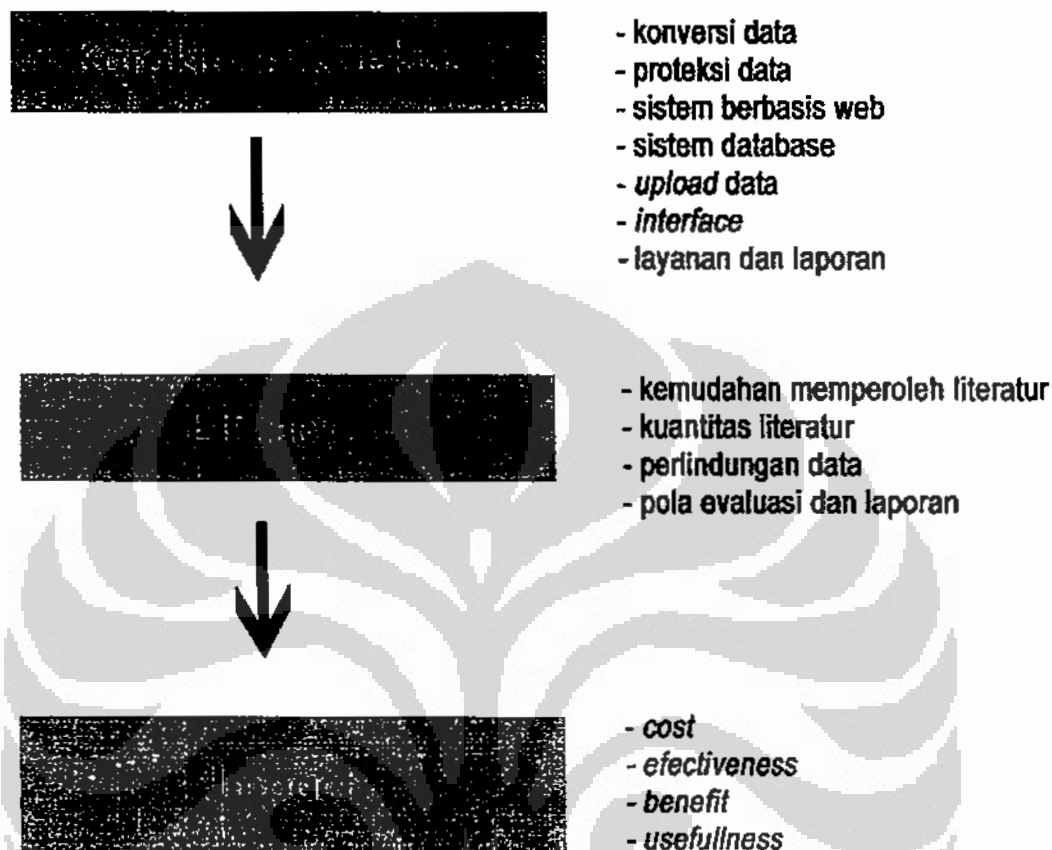 - konversi data
- proteksi data
- sistem berbasis web
- sistem database
- upload data
- interface
- layanan dan laporan
- kemudahan memperoleh literatur
- kuantitas literatur
- perlindungan data
- pola evaluasi dan laporan
- cost
- efectiveness
- benefit
- usefullness